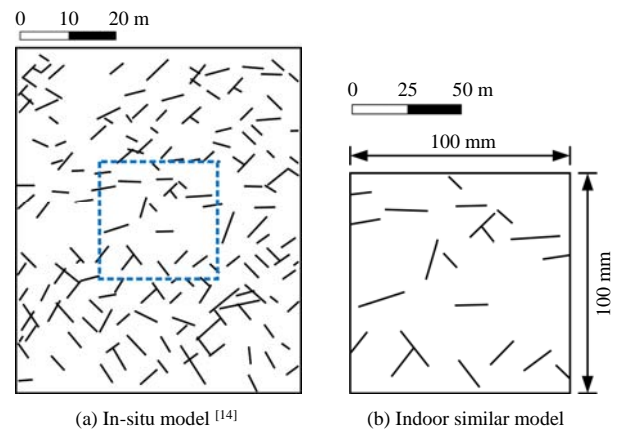 0 10 20 m
0 25 50 m
100 mm
100 mm
(a) In-situ model [14]
(b) Indoor similar model